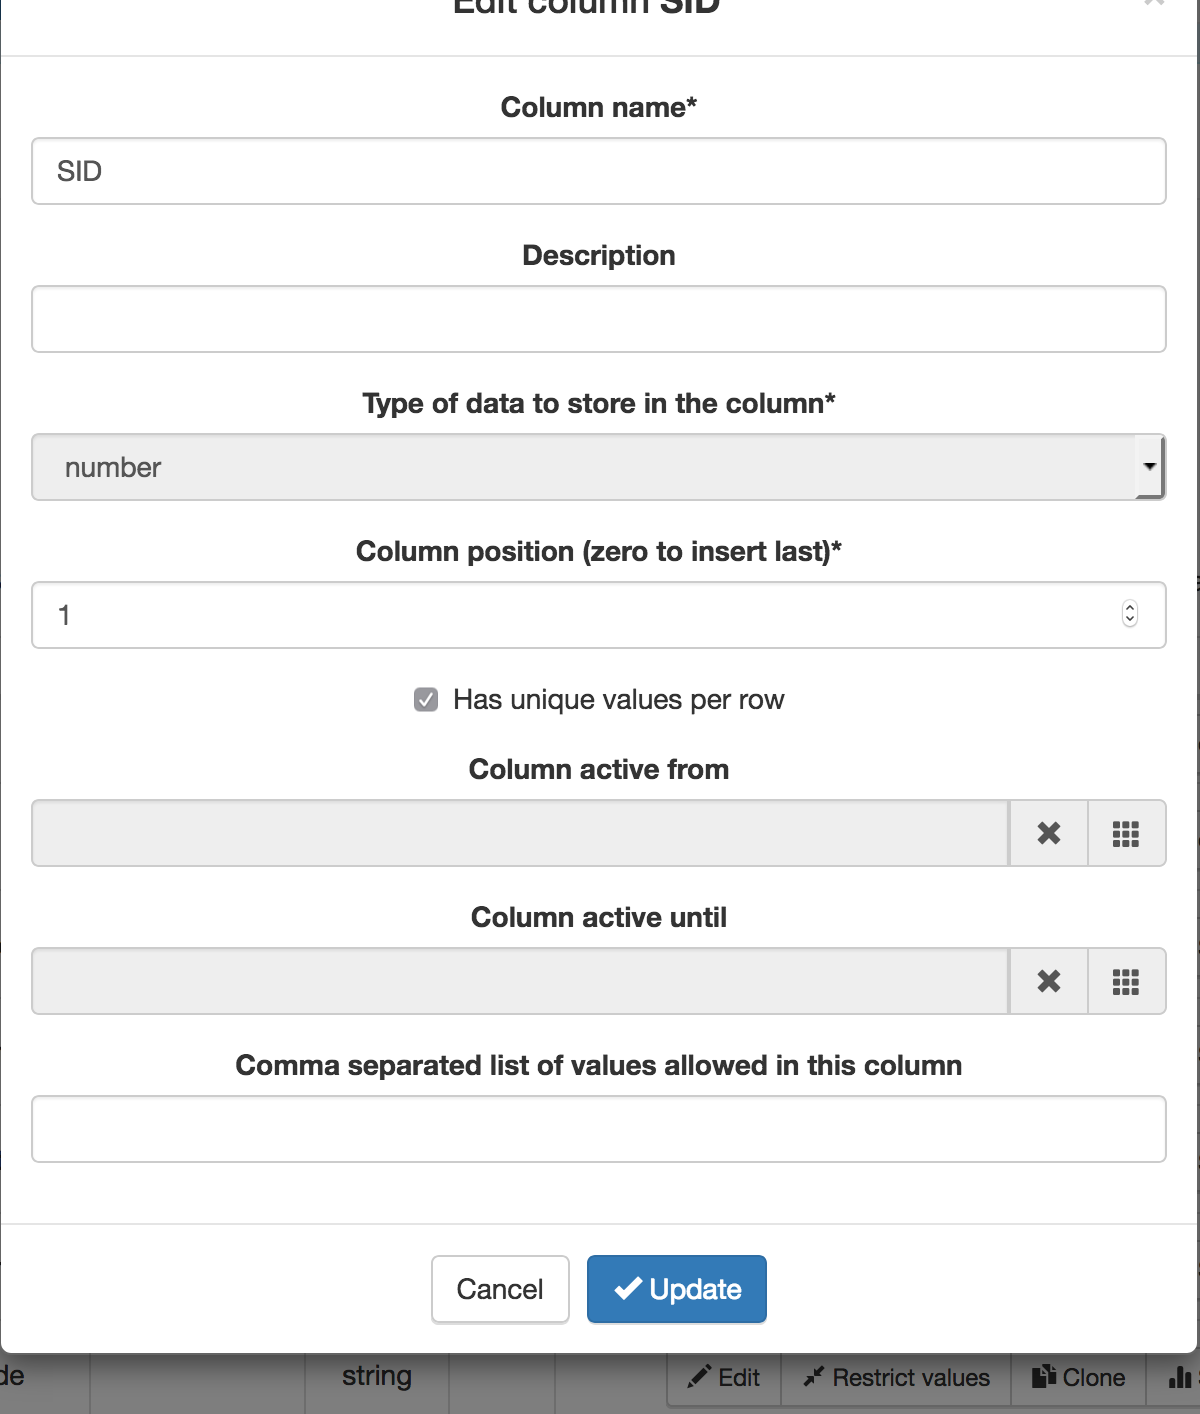 Edit column SID
Column name*
SID
Description
Type of data to store in the column*
number
Column position (zero to insert last)*
1
Has unique values per row
Column active from
Column active until
Comma separated list of values allowed in this column
Cancel
Update
de
string
Edit
Restrict values
Clone